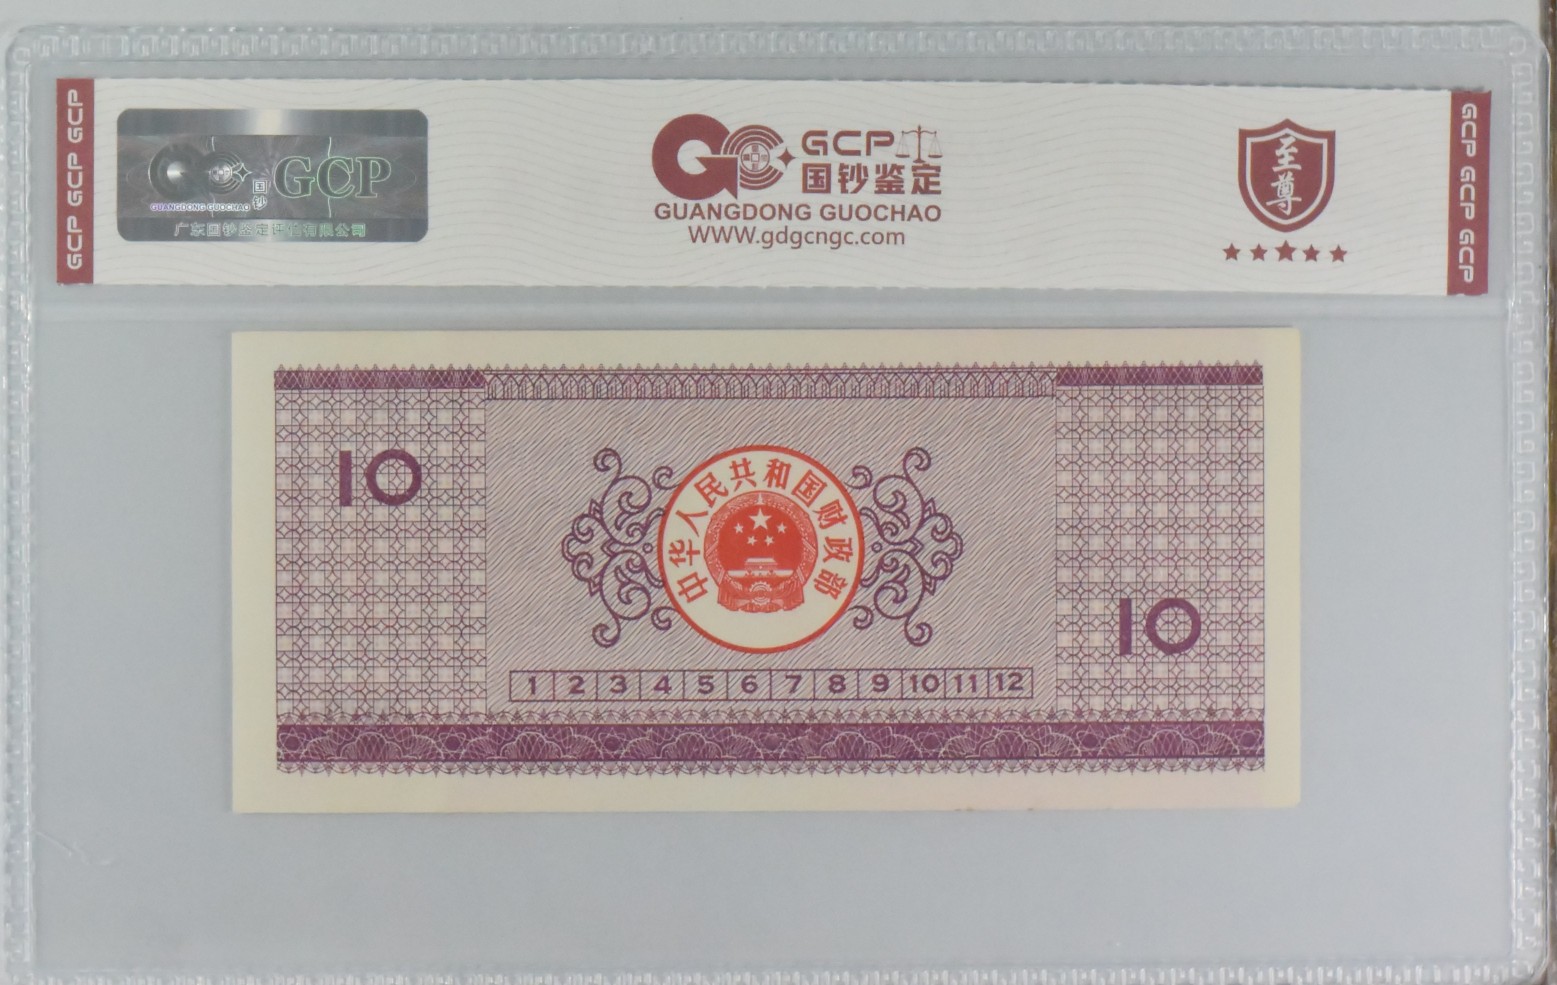 GCP GCP GCP
GCP
国钞
GUANGDONG GUOCHAO
广东国钞鉴定评估有限公司
GCP
国钞鉴定
GUANGDONG GUOCHAO
WWW.gdgcngc.com
至尊
GCP GCP GCP
10
中华人民共和国财政部
10
1 2 3 4 5 6 7 8 9 10 11 12